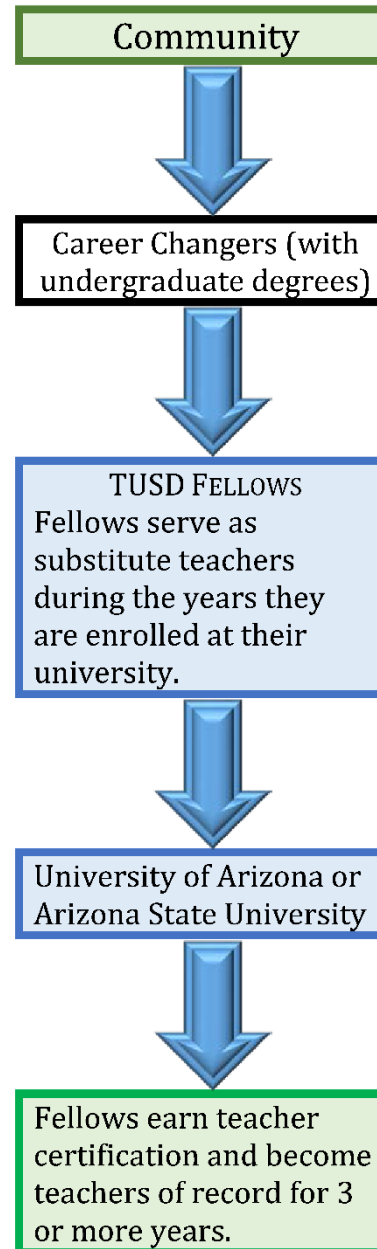 Community
Career Changers (with
undergraduate degrees)
TUSD FELLOWS
Fellows serve as
substitute teachers
during the years they
are enrolled at their
university.
University of Arizona or
Arizona State University
Fellows earn teacher
certification and become
teachers of record for 3
or more years.